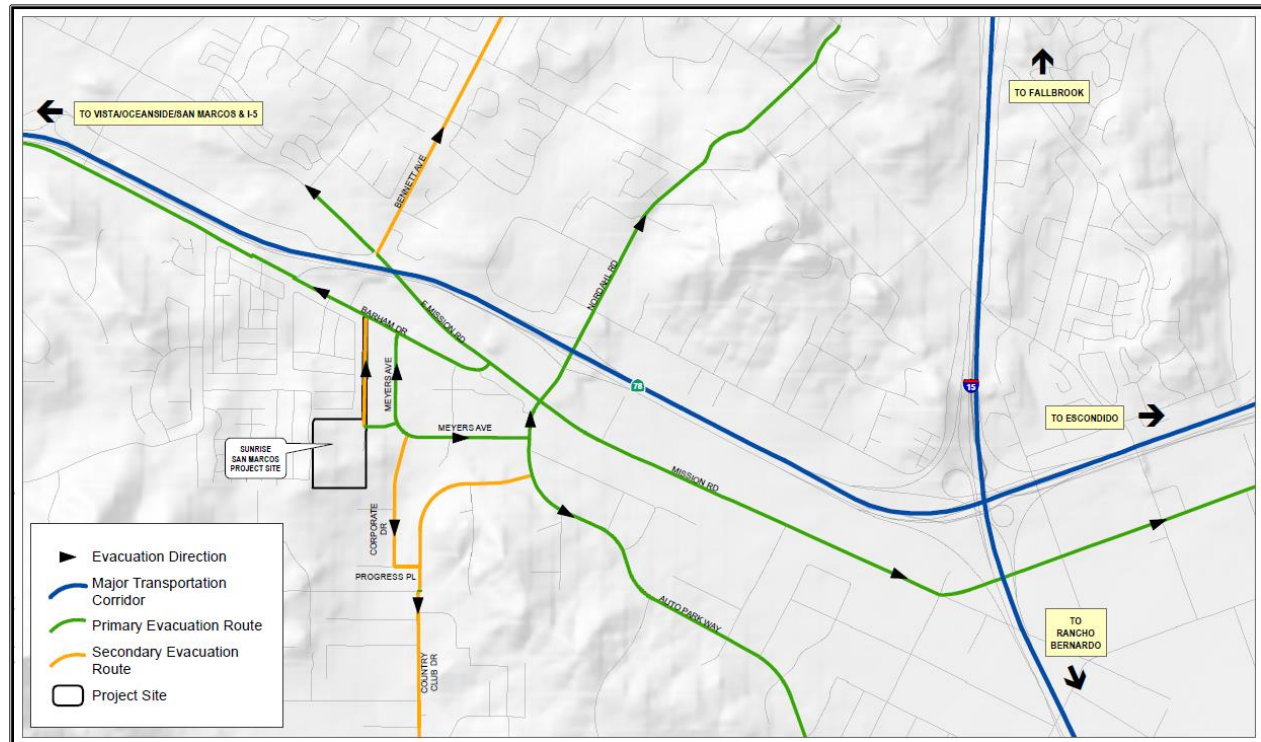 TO FALLBROOK
TO VISTA/OCEANSIDE/SAN MARCOS & I-5
BENNETT AVE
NORDAHL RD
BARHAM DR
E MISSION RD
MEYERS AVE
78
15
TO ESCONDIDO
MEYERS AVE
SUNRISE
SAN MARCOS
PROJECT SITE
MISSION RD
CORPORATE
DR
PROGRESS PL
AUTO PARK WAY
COUNTRY
CLUB DR
TO
RANCHO
BERNARDO
Evacuation Direction
Major Transportation
Corridor
Primary Evacuation Route
Secondary Evacuation
Route
Project Site